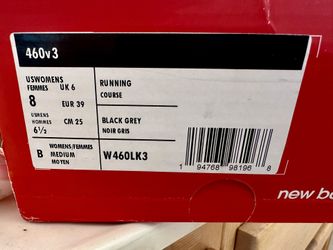 460v3
USWOMENS
FEMMES
8
UK 6
EUR 39
RUNNING
COURSE
USMENS
HOMMES
6½
CM 25
BLACK GREY
NOIR GRIS
B
WOMENS/FEMMES
MEDIUM
MOYEN
W460LK3
1 94768 98196 8
new ba